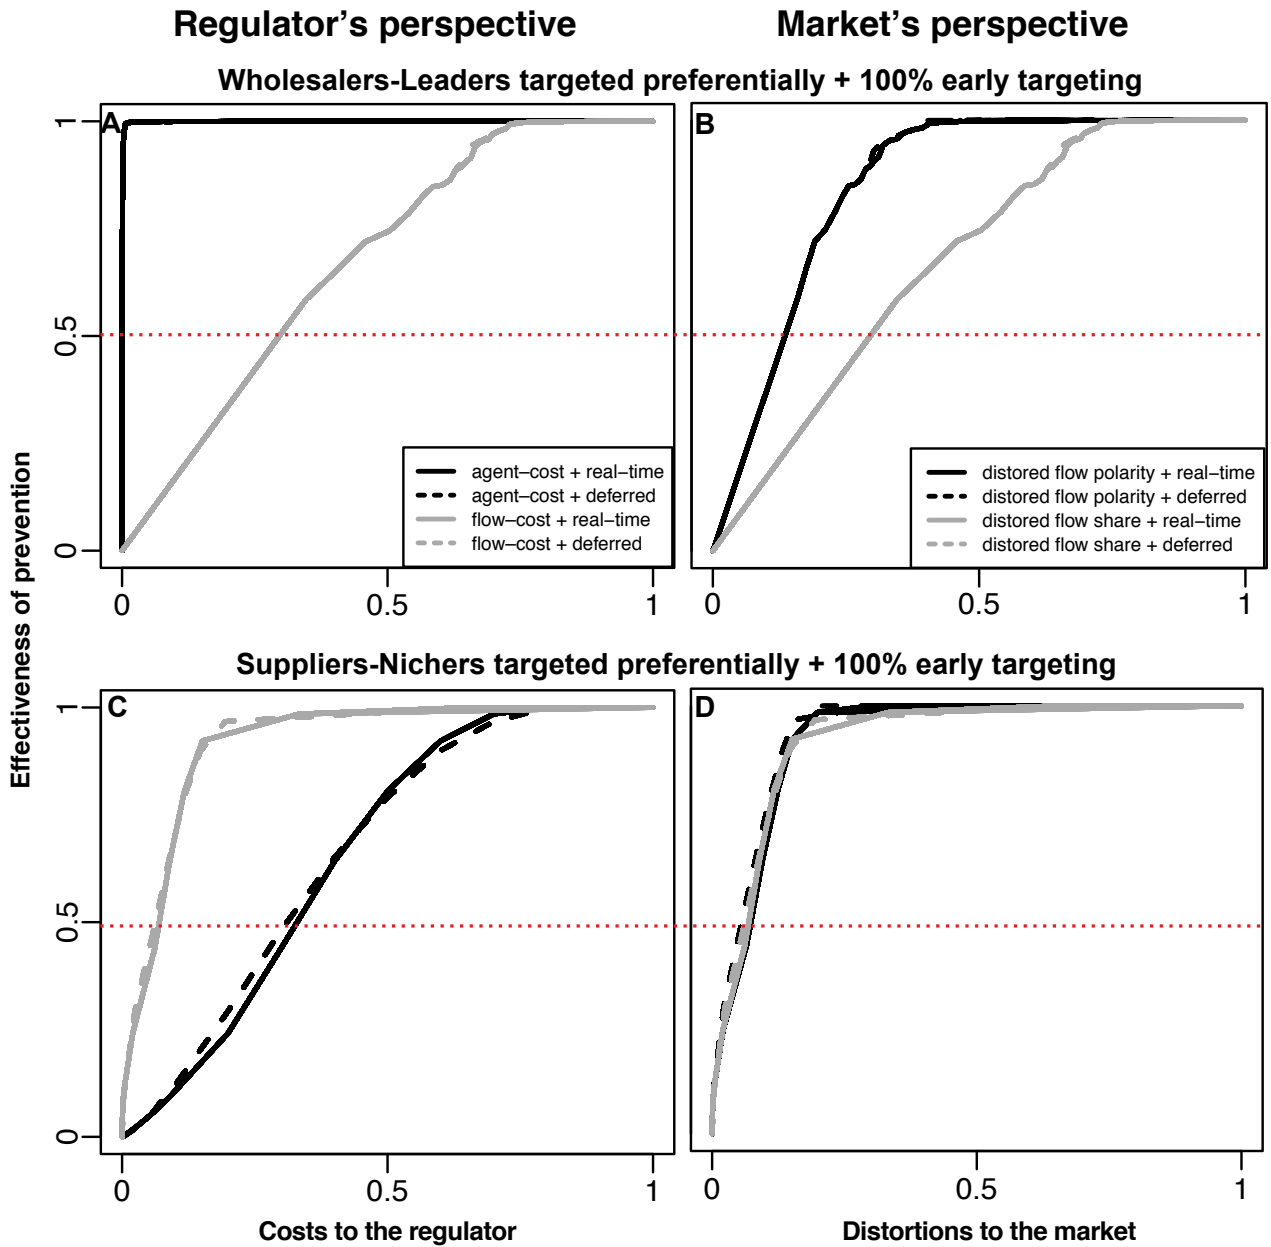 Regulator's perspective
Market's perspective
Wholesalers-Leaders targeted preferentially + 100% early targeting
A
B
1
0.5
0
agent–cost + real–time
agent–cost + deferred
flow–cost + real–time
flow–cost + deferred
distored flow polarity + real–time
distored flow polarity + deferred
distored flow share + real–time
distored flow share + deferred
0
0.5
1
0
0.5
1
Effectiveness of prevention
Suppliers-Nichers targeted preferentially + 100% early targeting
C
D
1
0.5
0
0
0.5
1
0
0.5
1
Costs to the regulator
Distortions to the market